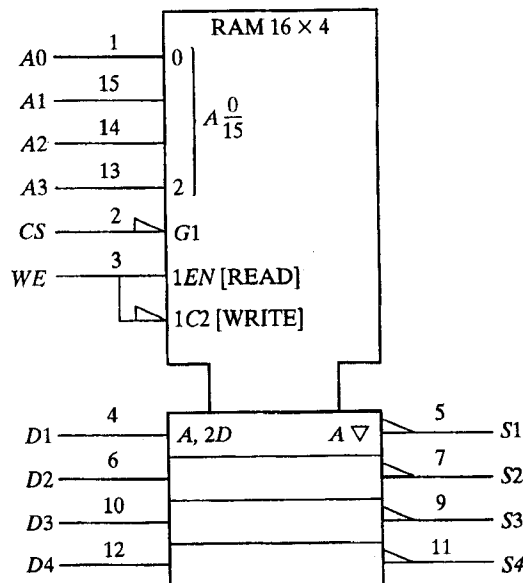 RAM 16 × 4
A0 1 0
A1 15
A 0/15
A2 14
A3 13 2
CS 2 G1
WE 3 1EN [READ]
1C2 [WRITE]
D1 4 A, 2D A ▽ 5 S1
D2 6 7 S2
D3 10 9 S3
D4 12 11 S4